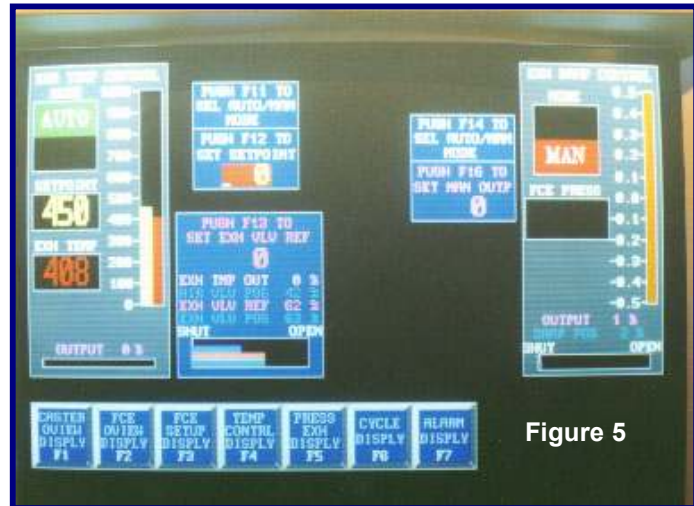 EXH TEMP CONTROL
MODE
AUTO
SETPOINT
450
EXH TEMP
408
OUTPUT 0 %
PUSH F11 TO
SEL AUTO/MAN
MODE
PUSH F12 TO
SET SETPOINT
0
PUSH F13 TO
SET EXH VLV REF
0
EXH TMP OUT 0 %
VLV POS
EXH VLV REF 62 %
EXH VLV POS
SHUT OPEN
PUSH F14 TO
SEL AUTO/MAN
MODE
PUSH F16 TO
SET MAN OUTP
0
EXH DAMP CONTROL
MODE
MAN
FCE PRESS
0.5
0.4
0.3
0.2
0.1
0.0
-0.1
-0.2
-0.3
-0.4
-0.5
OUTPUT 1 %
SHUT OPEN
CASTER
OVIEW
DISPLY
F1
FCE
OVIEW
DISPLY
F2
FCE
SETUP
DISPLY
F3
TEMP
CONTRL
DISPLY
F4
PRESS
EXH
DISPLY
F5
CYCLE
DISPLY
F6
ALARM
DISPLY
F7
Figure 5